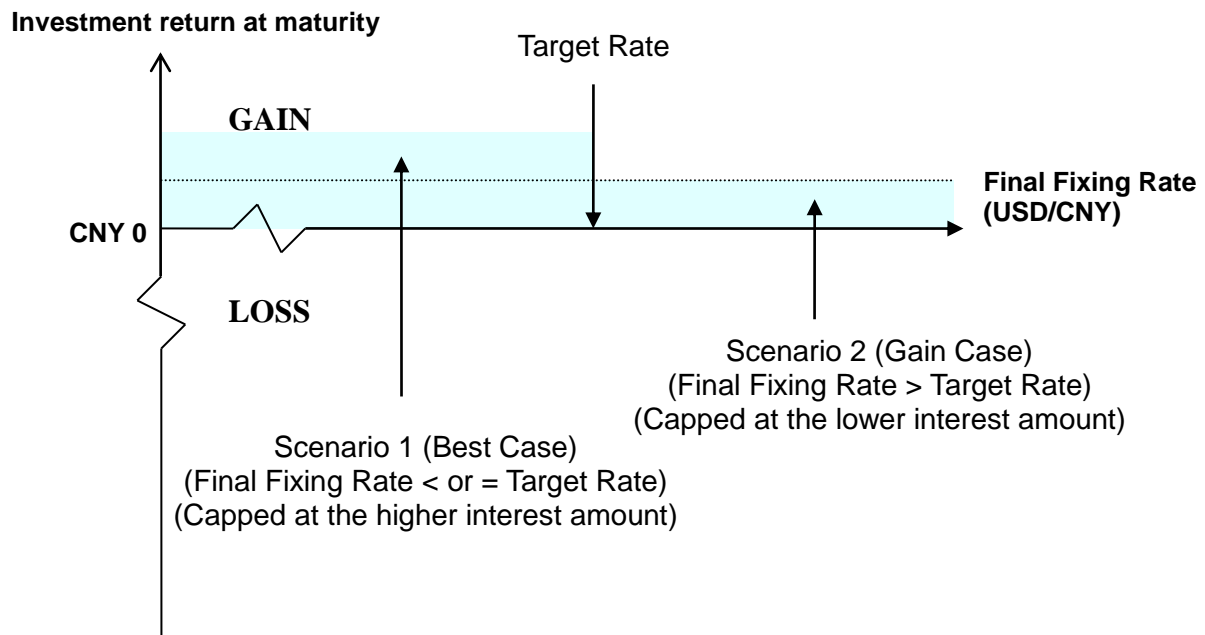 Investment return at maturity
Target Rate
GAIN
Final Fixing Rate
(USD/CNY)
CNY 0
LOSS
Scenario 2 (Gain Case)
(Final Fixing Rate > Target Rate)
(Capped at the lower interest amount)
Scenario 1 (Best Case)
(Final Fixing Rate < or = Target Rate)
(Capped at the higher interest amount)